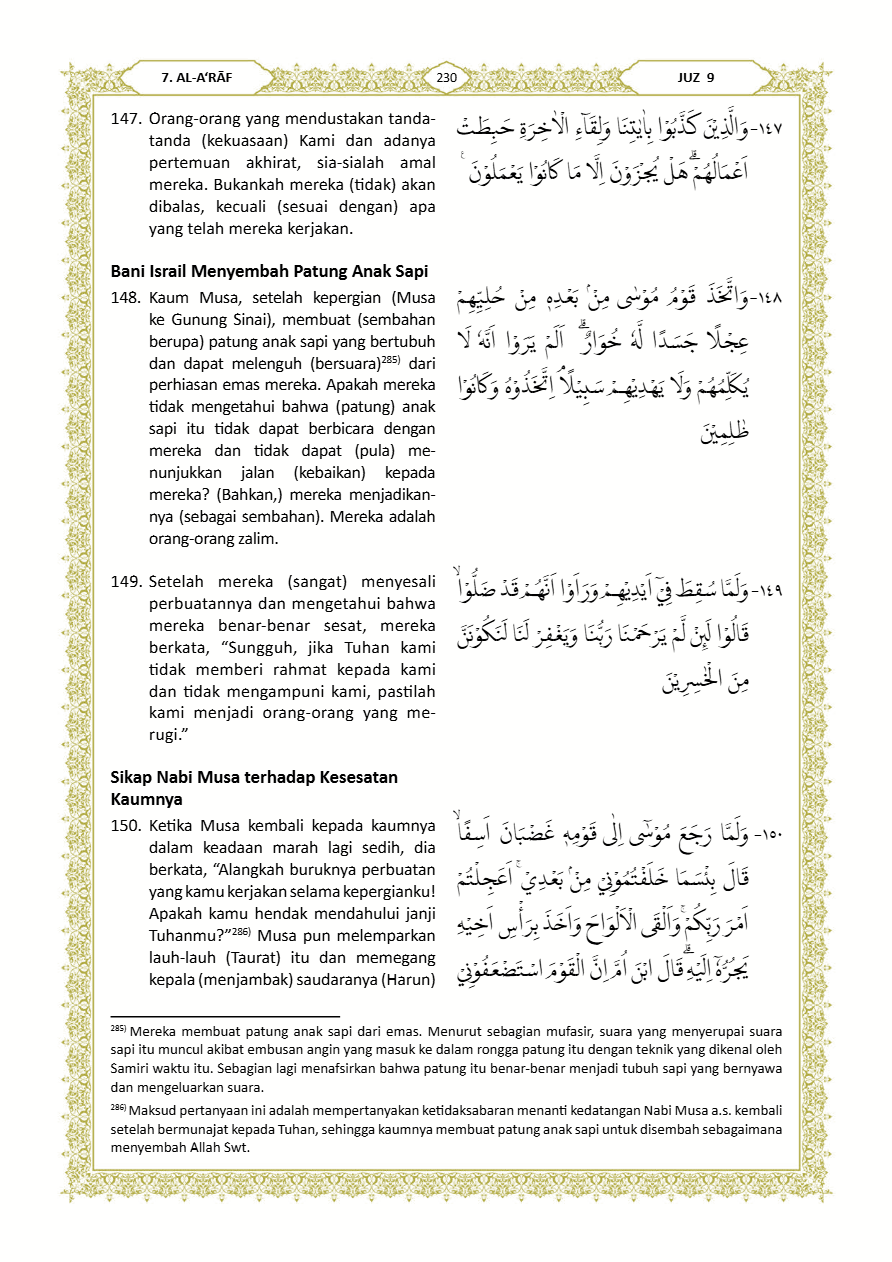 7. AL-A‘RĀF
230
JUZ 9
147. Orang-orang yang mendustakan tanda-
tanda (kekuasaan) Kami dan adanya
pertemuan akhirat, sia-sialah amal
mereka. Bukankah mereka (tidak) akan
dibalas, kecuali (sesuai dengan) apa
yang telah mereka kerjakan.
١٤٧- وَالَّذِيْنَ كَذَّبُوْا بِاٰيٰتِنَا وَلِقَاۤءِ الْاٰخِرَةِ حَبِطَتْ
اَعْمَالُهُمْۗ هَلْ يُجْزَوْنَ اِلَّا مَا كَانُوْا يَعْمَلُوْنَ ࣖ
Bani Israil Menyembah Patung Anak Sapi
148. Kaum Musa, setelah kepergian (Musa
ke Gunung Sinai), membuat (sembahan
berupa) patung anak sapi yang bertubuh
dan dapat melenguh (bersuara)285) dari
perhiasan emas mereka. Apakah mereka
tidak mengetahui bahwa (patung) anak
sapi itu tidak dapat berbicara dengan
mereka dan tidak dapat (pula) me-
nunjukkan jalan (kebaikan) kepada
mereka? (Bahkan,) mereka menjadikan-
nya (sebagai sembahan). Mereka adalah
orang-orang zalim.
١٤٨- وَاتَّخَذَ قَوْمُ مُوْسٰى مِنْۢ بَعْدِهٖ مِنْ حُلِيِّهِمْ
عِجْلًا جَسَدًا لَّهٗ خُوَارٌۗ اَلَمْ يَرَوْا اَنَّهٗ لَا
يُكَلِّمُهُمْ وَلَا يَهْدِيْهِمْ سَبِيْلًاۘ اِتَّخَذُوْهُ وَكَانُوْا
ظٰلِمِيْنَ
149. Setelah mereka (sangat) menyesali
perbuatannya dan mengetahui bahwa
mereka benar-benar sesat, mereka
berkata, “Sungguh, jika Tuhan kami
tidak memberi rahmat kepada kami
dan tidak mengampuni kami, pastilah
kami menjadi orang-orang yang me-
rugi.”
١٤٩- وَلَمَّا سُقِطَ فِيْٓ اَيْدِيْهِمْ وَرَاَوْا اَنَّهُمْ قَدْ ضَلُّوْاۙ
قَالُوْا لَىِٕنْ لَّمْ يَرْحَمْنَا رَبُّنَا وَيَغْفِرْ لَنَا لَنَكُوْنَنَّ
مِنَ الْخٰسِرِيْنَ
Sikap Nabi Musa terhadap Kesesatan
Kaumnya
150. Ketika Musa kembali kepada kaumnya
dalam keadaan marah lagi sedih, dia
berkata, “Alangkah buruknya perbuatan
yang kamu kerjakan selama kepergianku!
Apakah kamu hendak mendahului janji
Tuhanmu?”286) Musa pun melemparkan
lauh-lauh (Taurat) itu dan memegang
kepala (menjambak) saudaranya (Harun)
١٥٠- وَلَمَّا رَجَعَ مُوْسٰٓى اِلٰى قَوْمِهٖ غَضْبَانَ اَسِفًاۙ
قَالَ بِئْسَمَا خَلَفْتُمُوْنِيْ مِنْۢ بَعْدِيْۚ اَعَجِلْتُمْ
اَمْرَ رَبِّكُمْۚ وَاَلْقَى الْاَلْوَاحَ وَاَخَذَ بِرَأْسِ اَخِيْهِ
يَجُرُّهٗٓ اِلَيْهِۗ قَالَ ابْنَ اُمَّ اِنَّ الْقَوْمَ اسْتَضْعَفُوْنِيْ
285) Mereka membuat patung anak sapi dari emas. Menurut sebagian mufasir, suara yang menyerupai suara
sapi itu muncul akibat embusan angin yang masuk ke dalam rongga patung itu dengan teknik yang dikenal oleh
Samiri waktu itu. Sebagian lagi menafsirkan bahwa patung itu benar-benar menjadi tubuh sapi yang bernyawa
dan mengeluarkan suara.
286) Maksud pertanyaan ini adalah mempertanyakan ketidaksabaran menanti kedatangan Nabi Musa a.s. kembali
setelah bermunajat kepada Tuhan, sehingga kaumnya membuat patung anak sapi untuk disembah sebagaimana
menyembah Allah Swt.